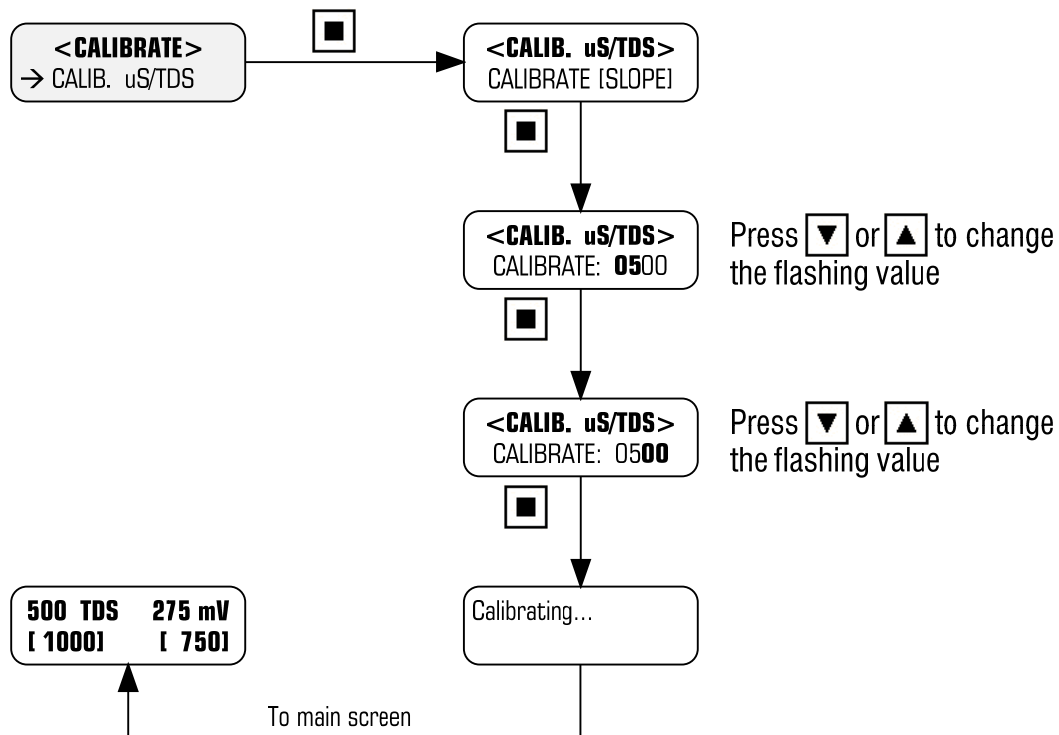 <CALIBRATE>
→ CALIB. uS/TDS
<CALIB. uS/TDS>
CALIBRATE [SLOPE]
<CALIB. uS/TDS>
CALIBRATE: 0500
Press ▼ or ▲ to change
the flashing value
<CALIB. uS/TDS>
CALIBRATE: 0500
Press ▼ or ▲ to change
the flashing value
500 TDS 275 mV
[ 1000] [ 750]
Calibrating...
To main screen